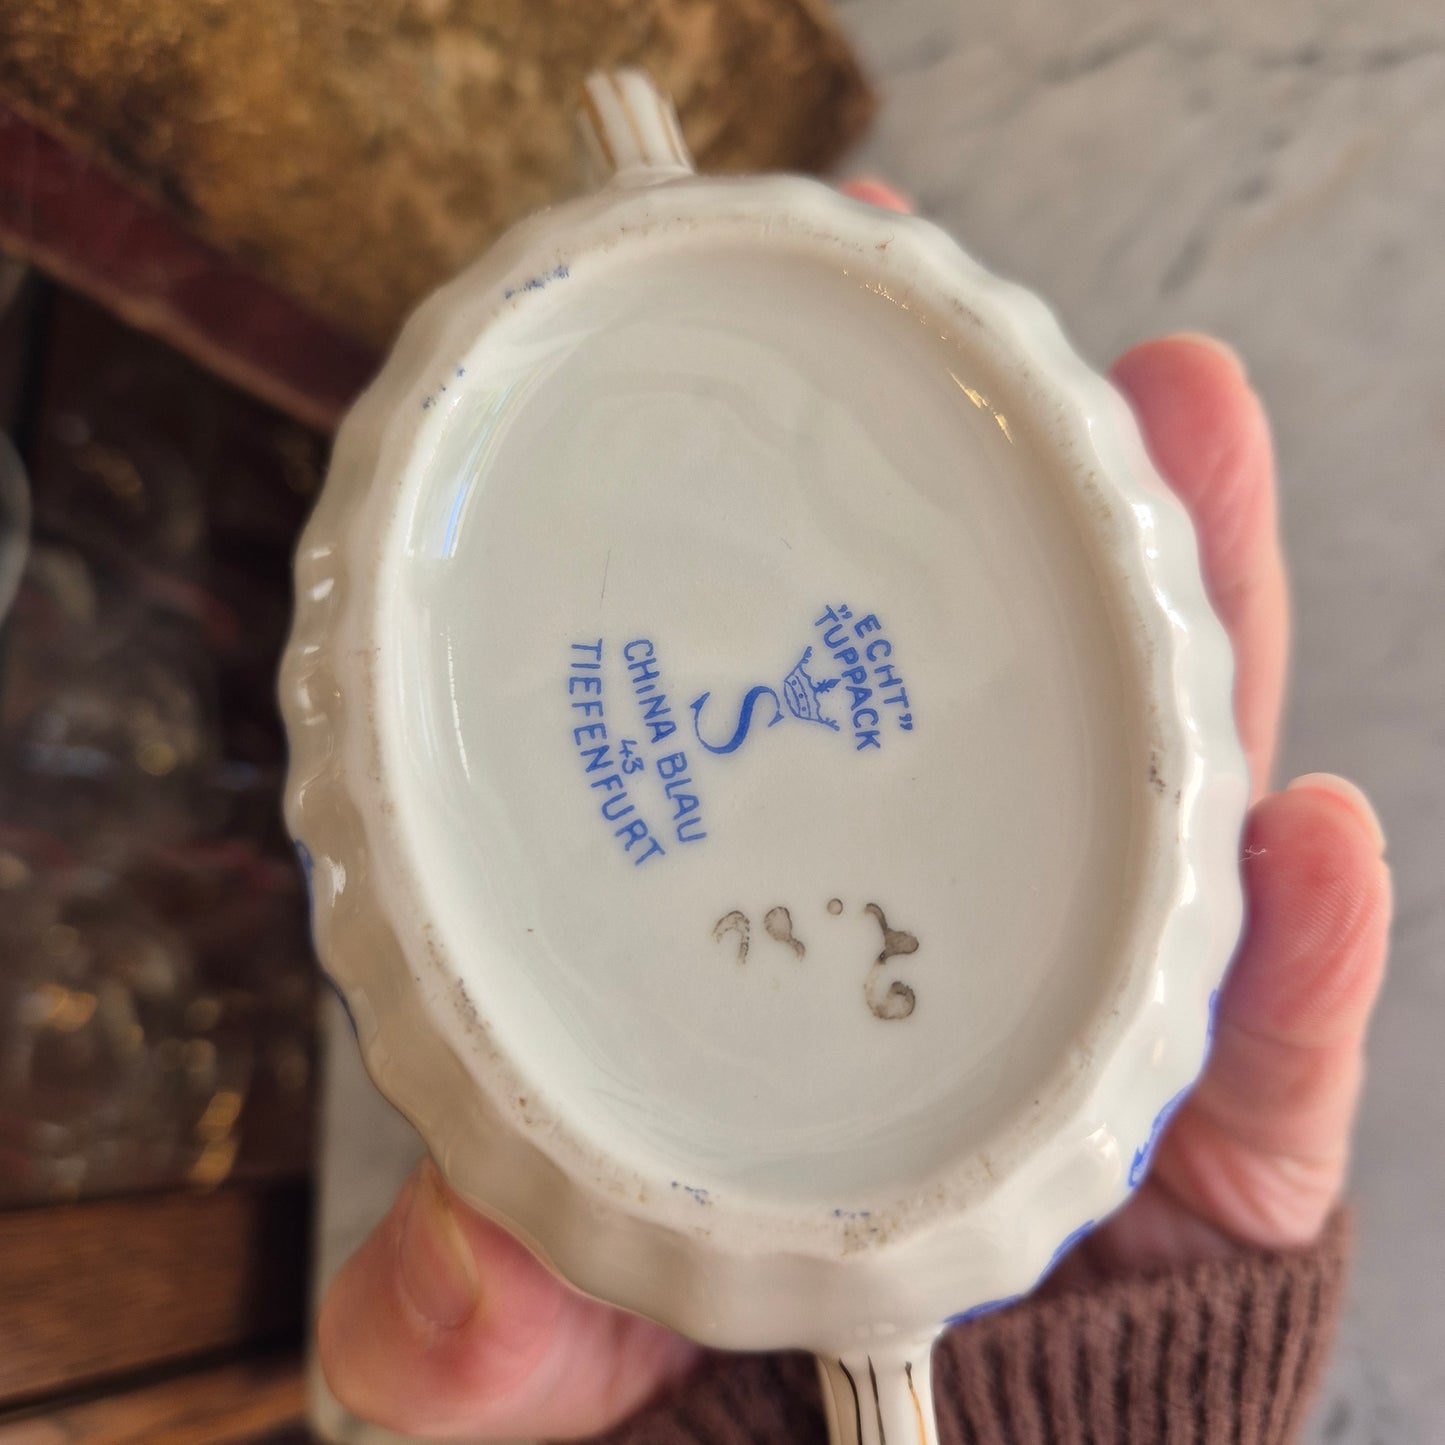 "ECHT"
TUPPACK
S
CHINA BLAU
43
TIEFENFURT